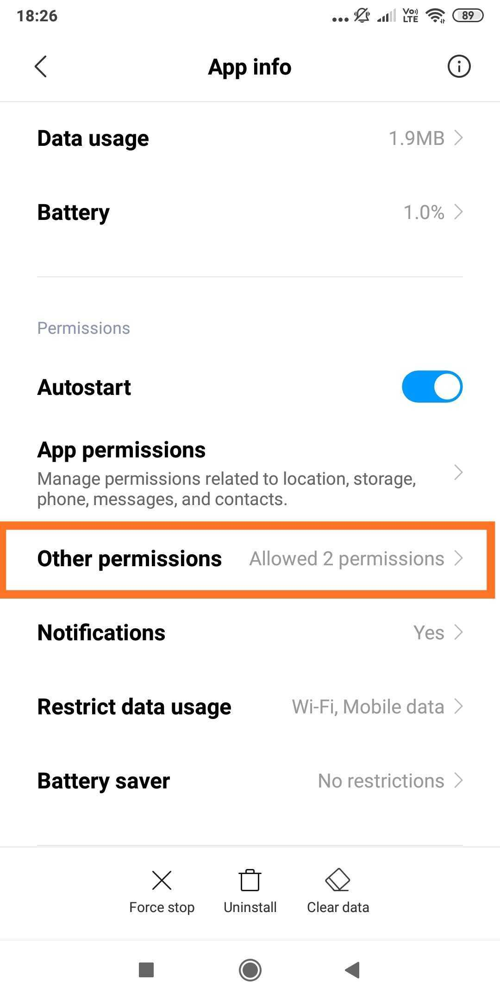 18:26
Vo)) LTE
89
App info
Data usage 1.9MB
Battery 1.0%
Permissions
Autostart
App permissions
Manage permissions related to location, storage,
phone, messages, and contacts.
Other permissions Allowed 2 permissions
Notifications Yes
Restrict data usage Wi-Fi, Mobile data
Battery saver No restrictions
Force stop Uninstall Clear data